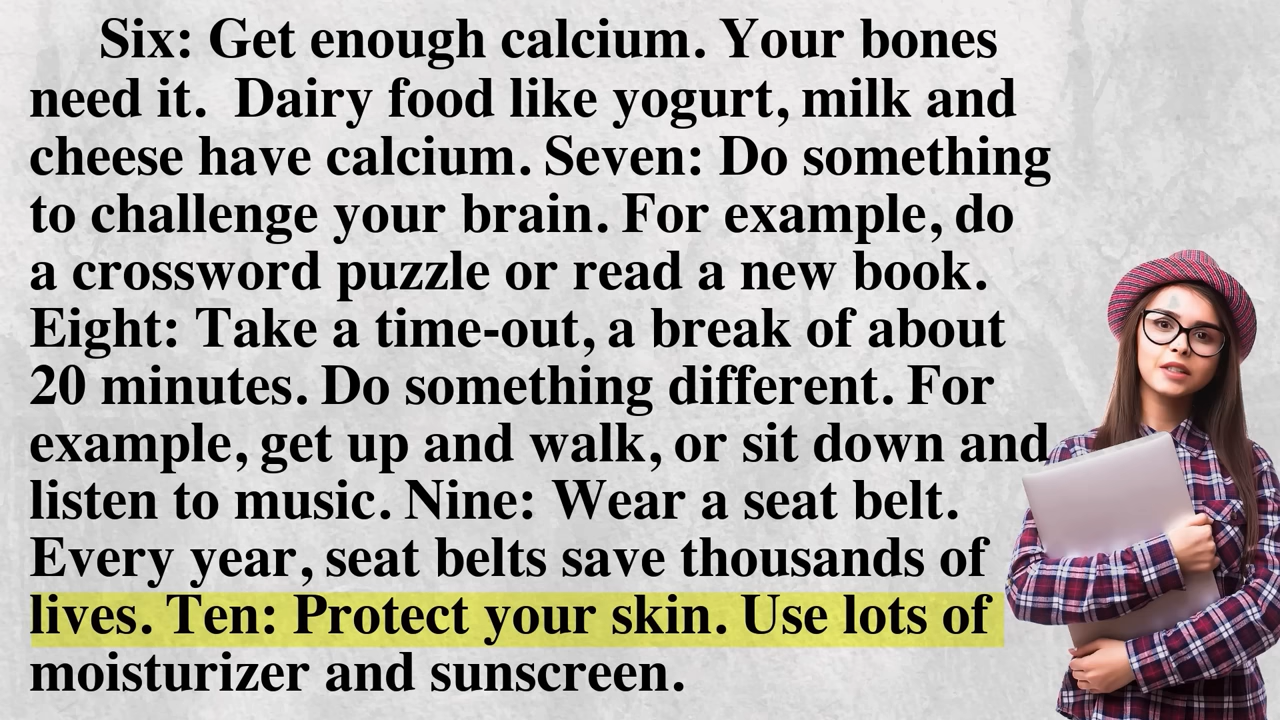 Six: Get enough calcium. Your bones
need it.  Dairy food like yogurt, milk and
cheese have calcium. Seven: Do something
to challenge your brain. For example, do
a crossword puzzle or read a new book.
Eight: Take a time-out, a break of about
20 minutes. Do something different. For
example, get up and walk, or sit down and
listen to music. Nine: Wear a seat belt.
Every year, seat belts save thousands of
lives. Ten: Protect your skin. Use lots of
moisturizer and sunscreen.